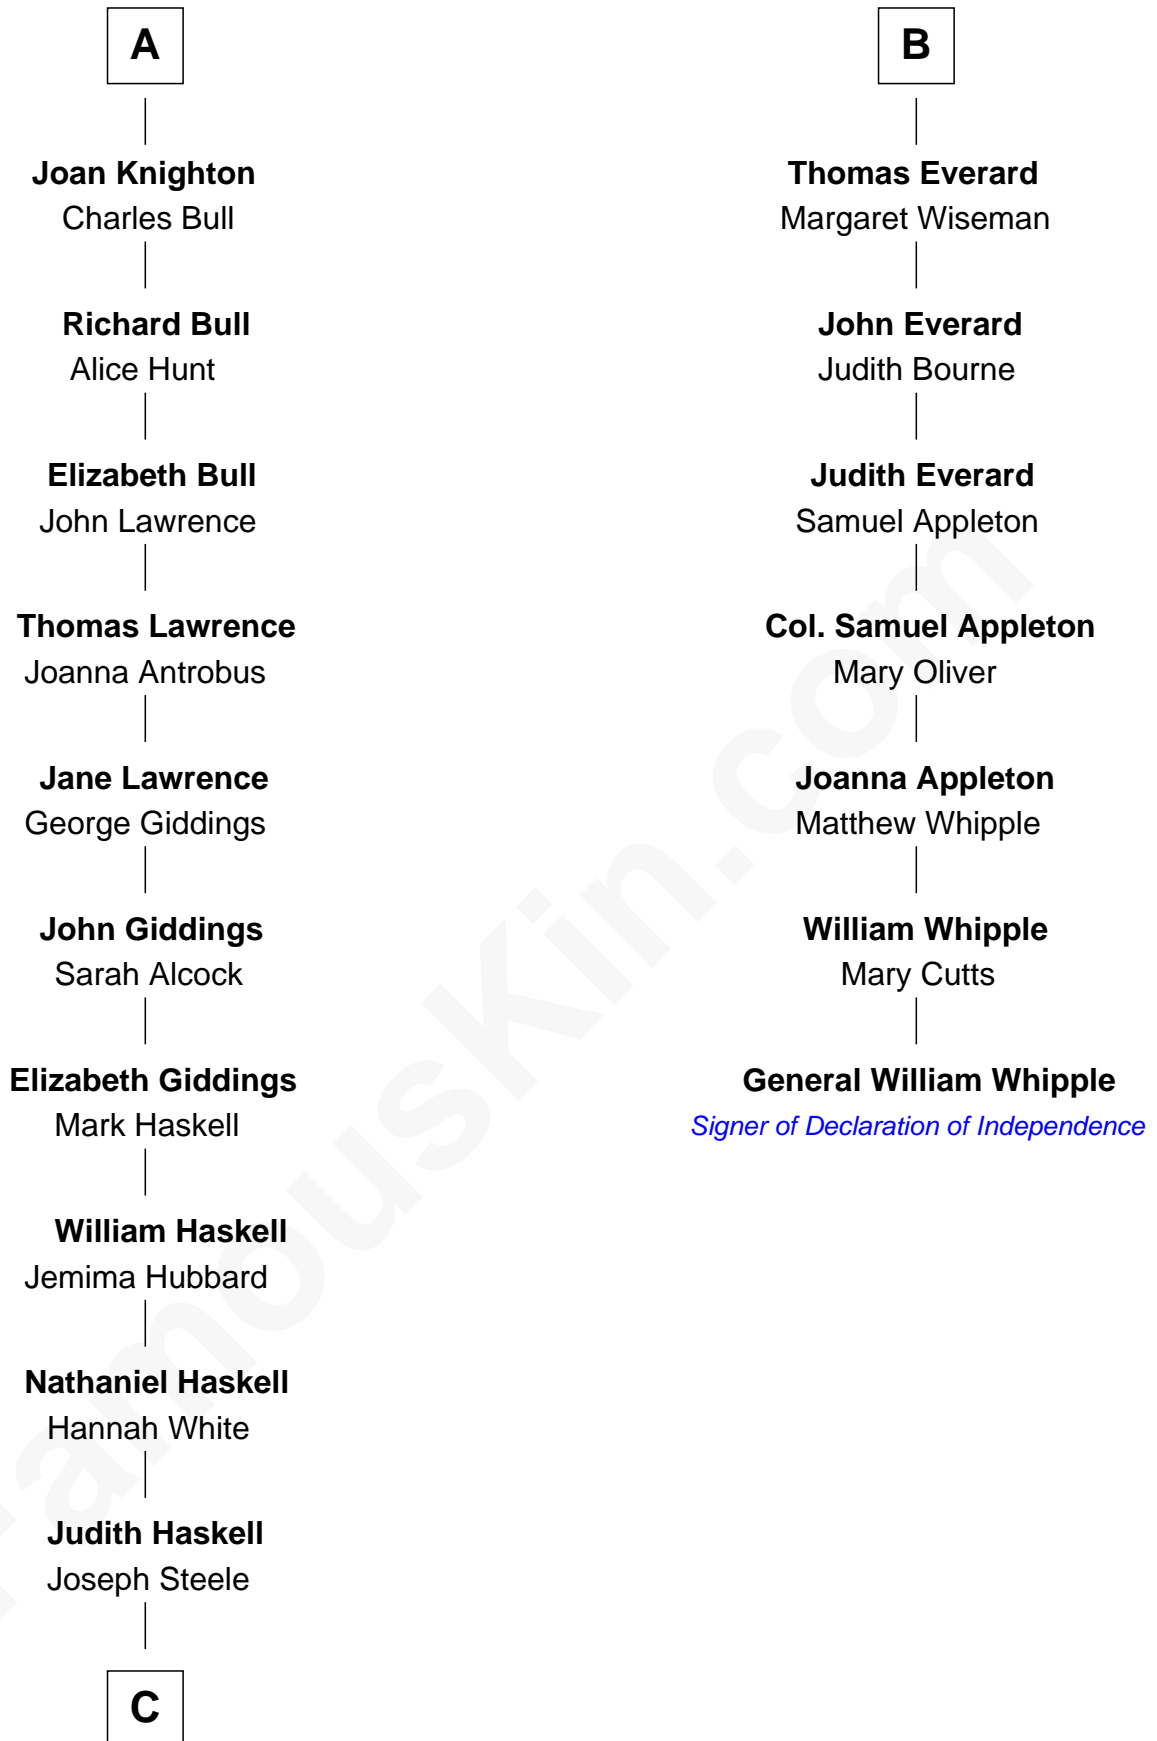 A
Joan Knighton
Charles Bull
Richard Bull
Alice Hunt
Elizabeth Bull
John Lawrence
Thomas Lawrence
Joanna Antrobus
Jane Lawrence
George Giddings
John Giddings
Sarah Alcock
Elizabeth Giddings
Mark Haskell
William Haskell
Jemima Hubbard
Nathaniel Haskell
Hannah White
Judith Haskell
Joseph Steele
C
B
Thomas Everard
Margaret Wiseman
John Everard
Judith Bourne
Judith Everard
Samuel Appleton
Col. Samuel Appleton
Mary Oliver
Joanna Appleton
Matthew Whipple
William Whipple
Mary Cutts
General William Whipple
Signer of Declaration of Independence
FamousKin.com